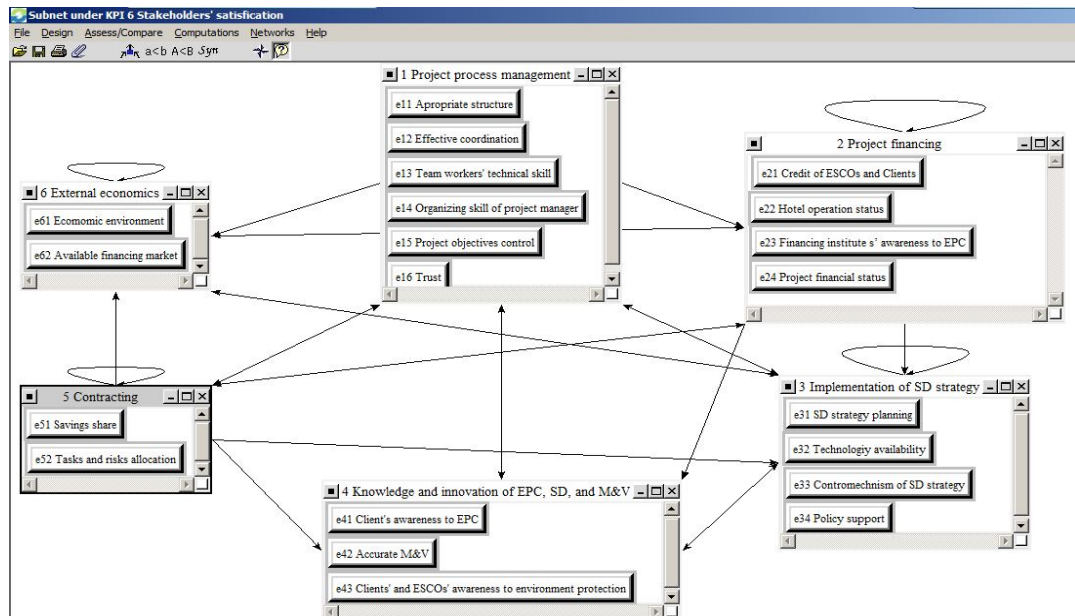 Subnet under KPI 6 Stakeholders' satisfication
File Design Assess/Compare Computations Networks Help
a<b A<B Syn
1 Project process management
e11 Apropriate structure
e12 Effective coordination
e13 Team workers' technical skill
e14 Organizing skill of project manager
e15 Project objectives control
e16 Trust
2 Project financing
e21 Credit of ESCOs and Clients
e22 Hotel operation status
e23 Financing institute s' awareness to EPC
e24 Project financial status
6 External economics
e61 Ecomomic environment
e62 Available financing market
5 Contracting
e51 Savings share
e52 Tasks and risks allocation
3 Implementation of SD strategy
e31 SD strategy planning
e32 Technologiy availability
e33 Contromechnism of SD strategy
e34 Policy support
4 Knowledge and innovation of EPC, SD, and M&V
e41 Client's awareness to EPC
e42 Accurate M&V
e43 Clients' and ESCOs' awareness to environment protection